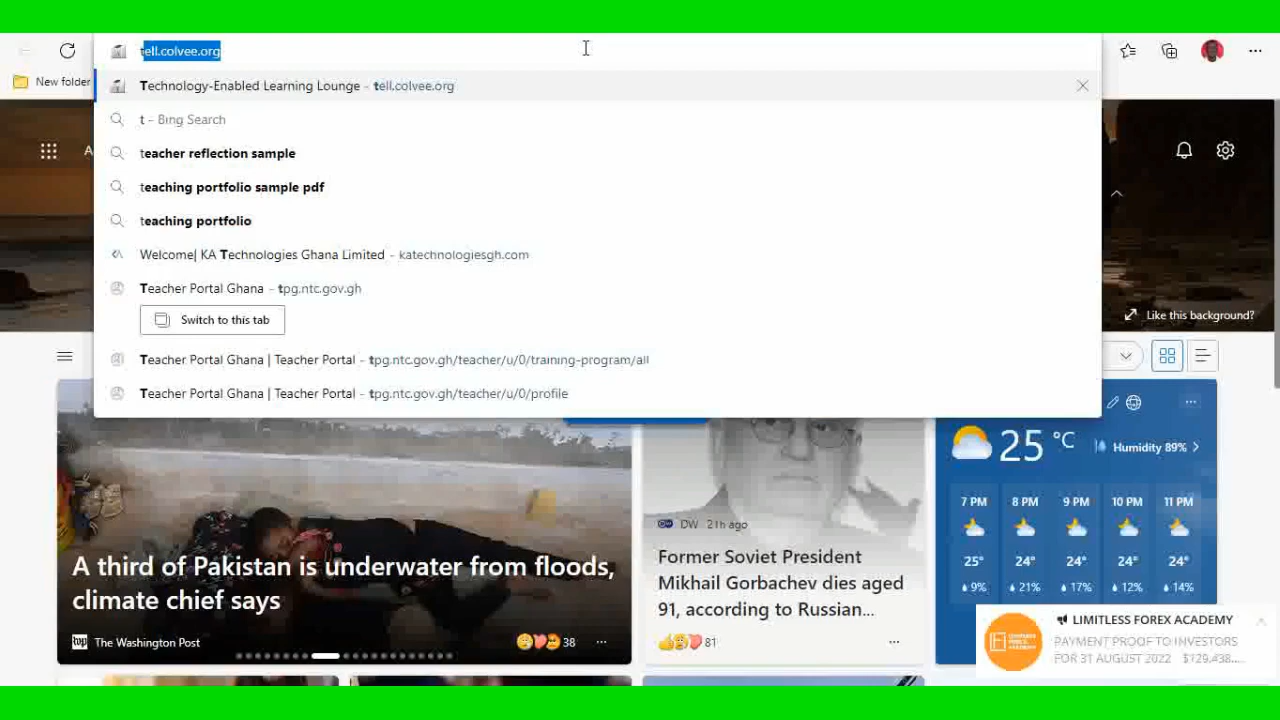 tell.colvee.org
New folder
Technology-Enabled Learning Lounge - tell.colvee.org
t - Bing Search
teacher reflection sample
teaching portfolio sample pdf
teaching portfolio
Welcome| KA Technologies Ghana Limited - katechnologiesgh.com
Teacher Portal Ghana - tpg.ntc.gov.gh
Switch to this tab
Teacher Portal Ghana | Teacher Portal - tpg.ntc.gov.gh/teacher/u/0/training-program/all
Teacher Portal Ghana | Teacher Portal - tpg.ntc.gov.gh/teacher/u/0/profile
Like this background?
A third of Pakistan is underwater from floods,
climate chief says
wp The Washington Post
38
DW 21h ago
Former Soviet President
Mikhail Gorbachev dies aged
91, according to Russian...
81
25 °C
Humidity 89%
7 PM 8 PM 9 PM 10 PM 11 PM
25° 24° 24° 24° 24°
9% 21% 17% 12% 14%
LIMITLESS FOREX ACADEMY
PAYMENT PROOF TO INVESTORS
FOR 31 AUGUST 2022 $129,438...